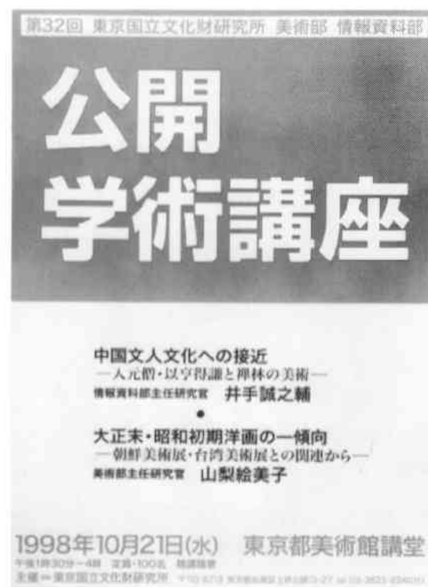 第32回 東京国立文化財研究所 美術部 情報資料部
公開
学術講座
中国文人文化への接近
—入元僧・以亨得謙と禅林の美術—
情報資料部主任研究官 井手誠之輔
●
大正末・昭和初期洋画の一傾向
—朝鮮美術展・台湾美術展との関連から—
美術部主任研究官 山梨絵美子
1998年10月21日(水) 東京都美術館講堂
午後1時30分—4時 定員・100名 聴講無料
主催＝東京国立文化財研究所